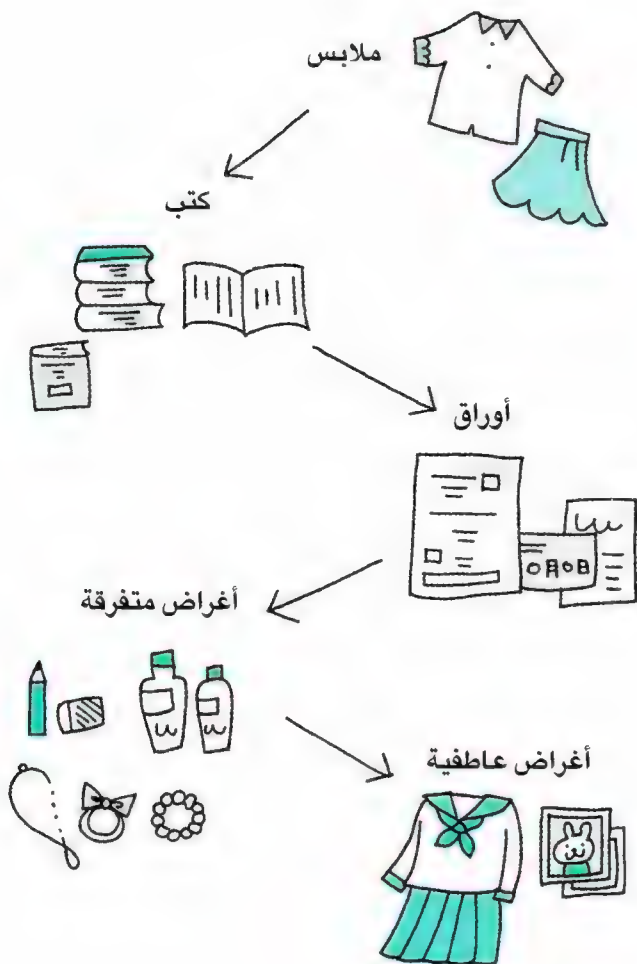 ملابس
كتب
أوراق
أغراض متفرقة
أغراض عاطفية